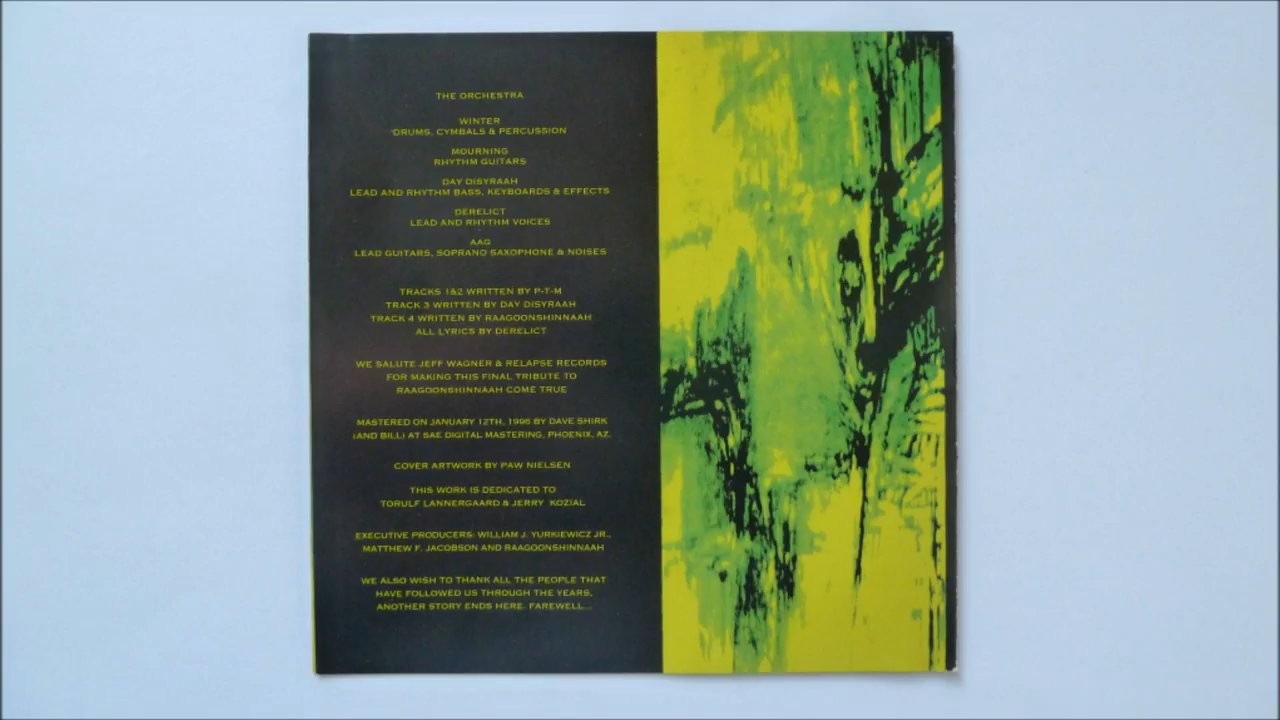 THE ORCHESTRA
WINTER
DRUMS, CYMBALS & PERCUSSION
MOURNING
RHYTHM GUITARS
DAY DISYRAAH
LEAD AND RHYTHM BASS, KEYBOARDS & EFFECTS
DERELICT
LEAD AND RHYTHM VOICES
AAG
LEAD GUITARS, SOPRANO SAXOPHONE & NOISES
TRACKS 1&2 WRITTEN BY P-T-M
TRACK 3 WRITTEN BY DAY DISYRAAH
TRACK 4 WRITTEN BY RAAGOONSHINNAAH
ALL LYRICS BY DERELICT
WE SALUTE JEFF WAGNER & RELAPSE RECORDS
FOR MAKING THIS FINAL TRIBUTE TO
RAAGOONSHINNAAH COME TRUE
MASTERED ON JANUARY 12TH, 1996 BY DAVE SHIRK
(AND BILL) AT SAE DIGITAL MASTERING, PHOENIX, AZ.
COVER ARTWORK BY PAW NIELSEN
THIS WORK IS DEDICATED TO
TORULF LANNERGAARD & JERRY KOZIAL
EXECUTIVE PRODUCERS: WILLIAM J. YURKIEWICZ JR.,
MATTHEW F. JACOBSON AND RAAGOONSHINNAAH
WE ALSO WISH TO THANK ALL THE PEOPLE THAT
HAVE FOLLOWED US THROUGH THE YEARS,
ANOTHER STORY ENDS HERE. FAREWELL...